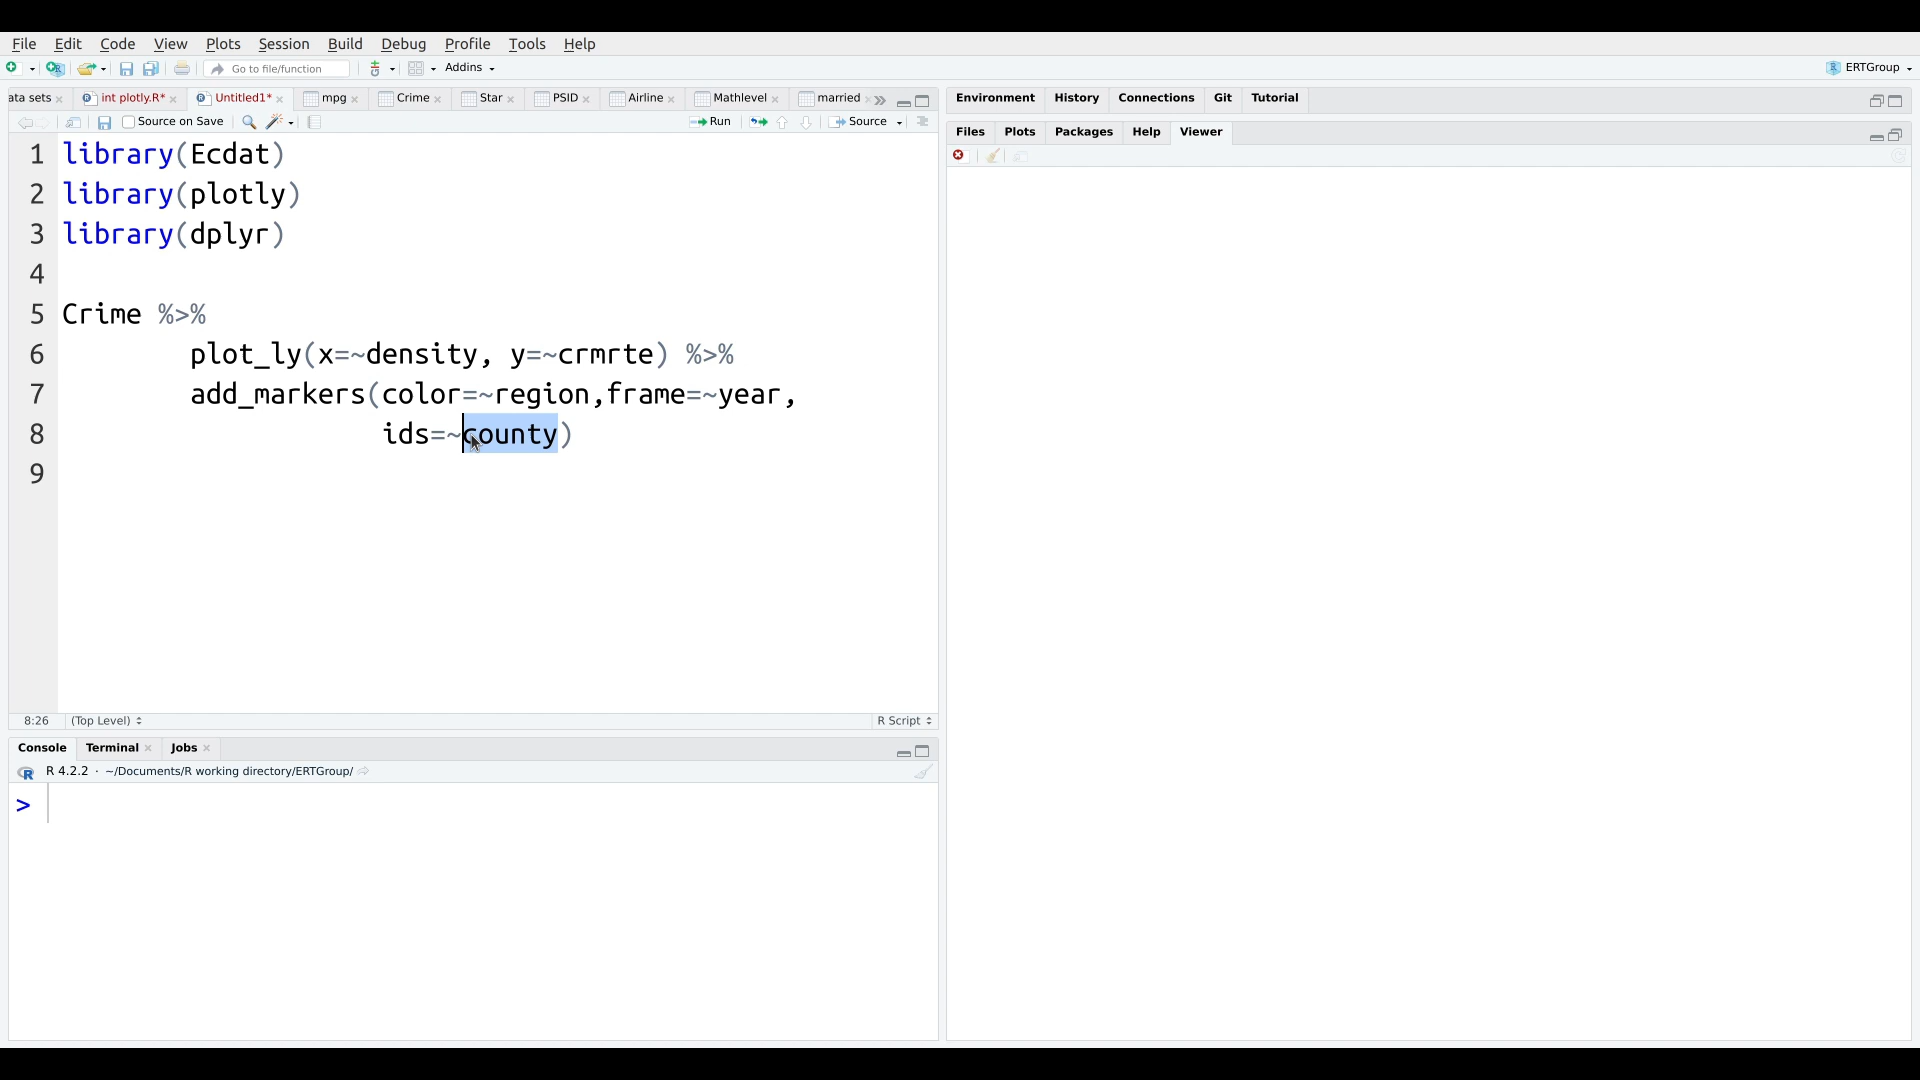 File Edit Code View Plots Session Build Debug Profile Tools Help
Go to file/function Addins ERTGroup
ata sets int plotly.R* Untitled1* mpg Crime Star PSID Airline Mathlevel married
Source on Save Run Source
1 library(Ecdat)
2 library(plotly)
3 library(dplyr)
4
5 Crime %>%
6 plot_ly(x=~density, y=~crmrte) %>%
7 add_markers(color=~region,frame=~year,
8 ids=~county)
9
8:26 (Top Level) R Script
Console Terminal Jobs
R 4.2.2 · ~/Documents/R working directory/ERTGroup/
>
Environment History Connections Git Tutorial
Files Plots Packages Help Viewer